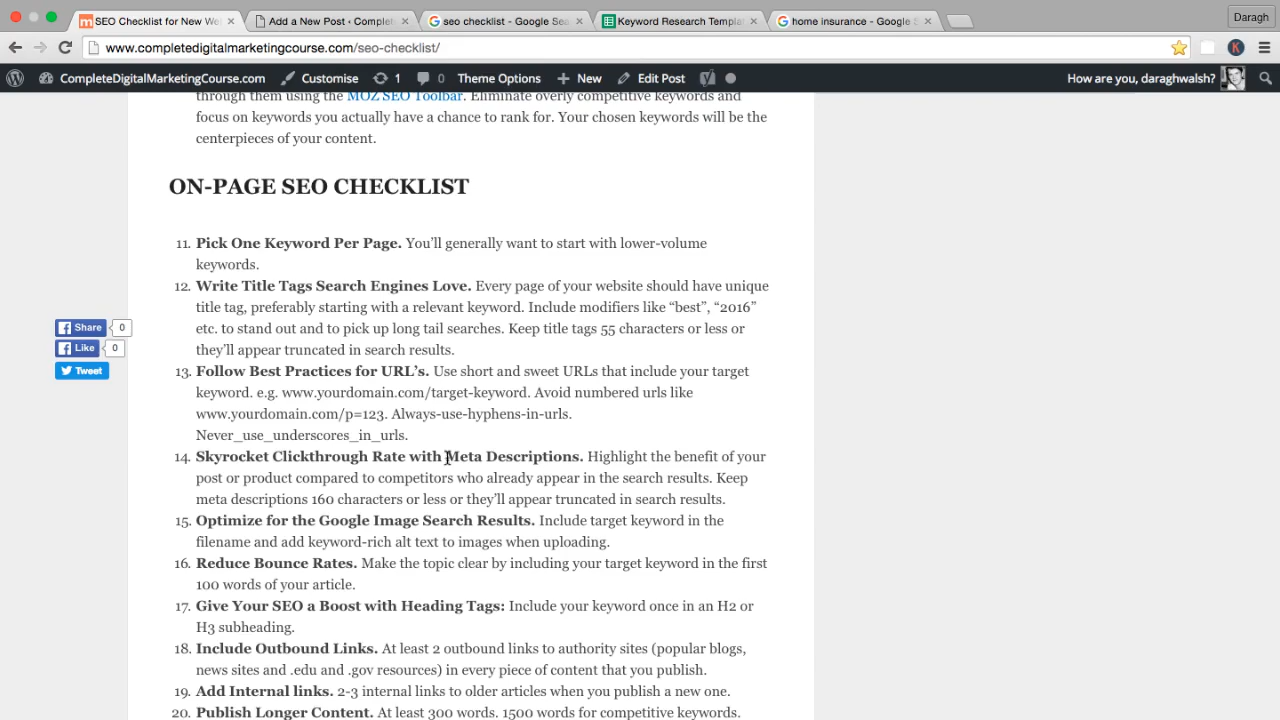 SEO Checklist for New We
Add a New Post ‹ Complet
seo checklist - Google Sea
Keyword Research Templat
home insurance - Google S
Daragh
www.completedigitalmarketingcourse.com/seo-checklist/
K
CompleteDigitalMarketingCourse.com
Customise
1
0
Theme Options
New
Edit Post
How are you, daraghwalsh?
through them using the MOZ SEO Toolbar. Eliminate overly competitive keywords and
focus on keywords you actually have a chance to rank for. Your chosen keywords will be the
centerpieces of your content.
ON-PAGE SEO CHECKLIST
11. Pick One Keyword Per Page. You’ll generally want to start with lower-volume
keywords.
12. Write Title Tags Search Engines Love. Every page of your website should have unique
title tag, preferably starting with a relevant keyword. Include modifiers like “best”, “2016”
etc. to stand out and to pick up long tail searches. Keep title tags 55 characters or less or
they’ll appear truncated in search results.
13. Follow Best Practices for URL’s. Use short and sweet URLs that include your target
keyword. e.g. www.yourdomain.com/target-keyword. Avoid numbered urls like
www.yourdomain.com/p=123. Always-use-hyphens-in-urls.
Never_use_underscores_in_urls.
14. Skyrocket Clickthrough Rate with Meta Descriptions. Highlight the benefit of your
post or product compared to competitors who already appear in the search results. Keep
meta descriptions 160 characters or less or they’ll appear truncated in search results.
15. Optimize for the Google Image Search Results. Include target keyword in the
filename and add keyword-rich alt text to images when uploading.
16. Reduce Bounce Rates. Make the topic clear by including your target keyword in the first
100 words of your article.
17. Give Your SEO a Boost with Heading Tags: Include your keyword once in an H2 or
H3 subheading.
18. Include Outbound Links. At least 2 outbound links to authority sites (popular blogs,
news sites and .edu and .gov resources) in every piece of content that you publish.
19. Add Internal links. 2-3 internal links to older articles when you publish a new one.
20. Publish Longer Content. At least 300 words. 1500 words for competitive keywords.
Share 0
Like 0
Tweet